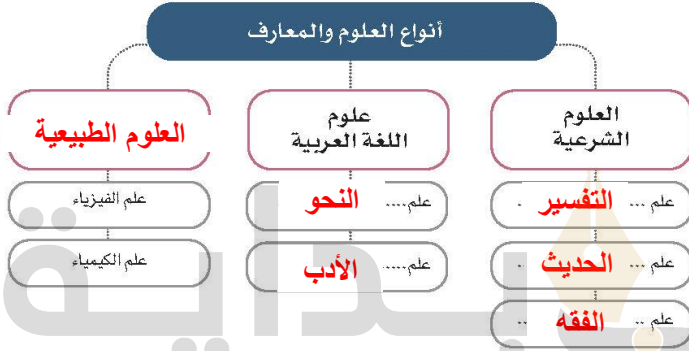 أنواع العلوم والمعارف
العلوم
الشرعية
علم ... التفسير .
علم ... الحديث ..
علم .. الفقه ..
علوم
اللغة العربية
علم.... النحو
علم..... الأدب
العلوم الطبيعية
علم الفيزياء
علم الكيمياء
بداية